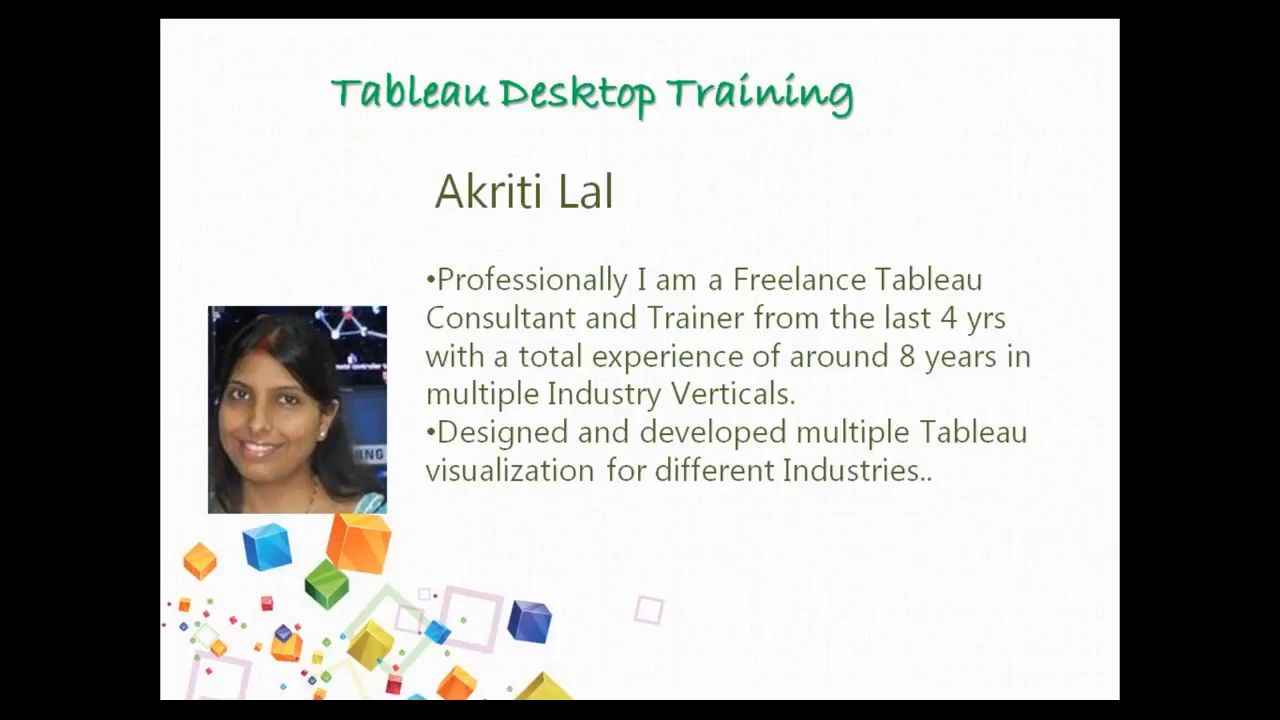 Tableau Desktop Training
Akriti Lal
•Professionally I am a Freelance Tableau
Consultant and Trainer from the last 4 yrs
with a total experience of around 8 years in
multiple Industry Verticals.
•Designed and developed multiple Tableau
visualization for different Industries..
ING